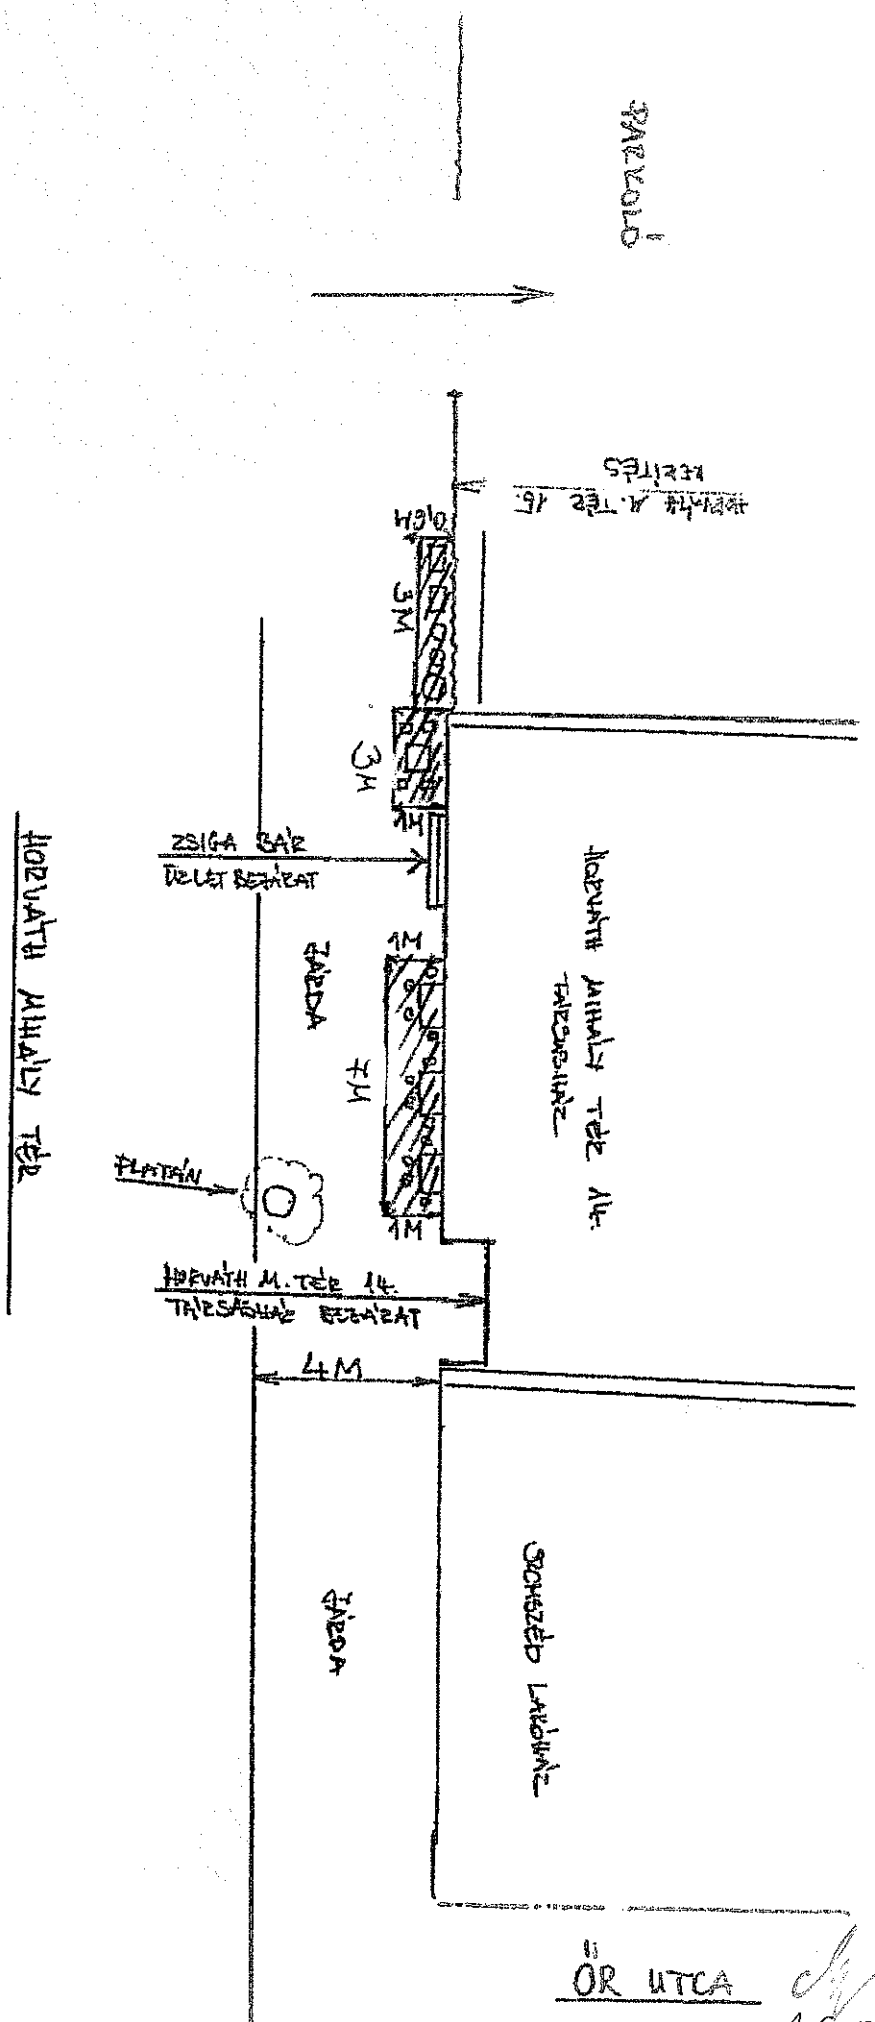 PARKOLÓ
HORVÁTH M. TÉR 16.
KERÍTÉS
0,6M
3M
3M
1M
ZSIGA BÁR
ÜZLET BEJÁRAT
HORVÁTH MIHÁLY TÉR 14.
TÁRSASHÁZ
JÁRDA
1M
7M
1M
HORVÁTH MIHÁLY TÉR
PLATÁN
HORVÁTH M. TÉR 14.
TÁRSASHÁZ BEJÁRAT
4M
SZOMSZÉD LAKÓHÁZ
JÁRDA
ŐR UTCA